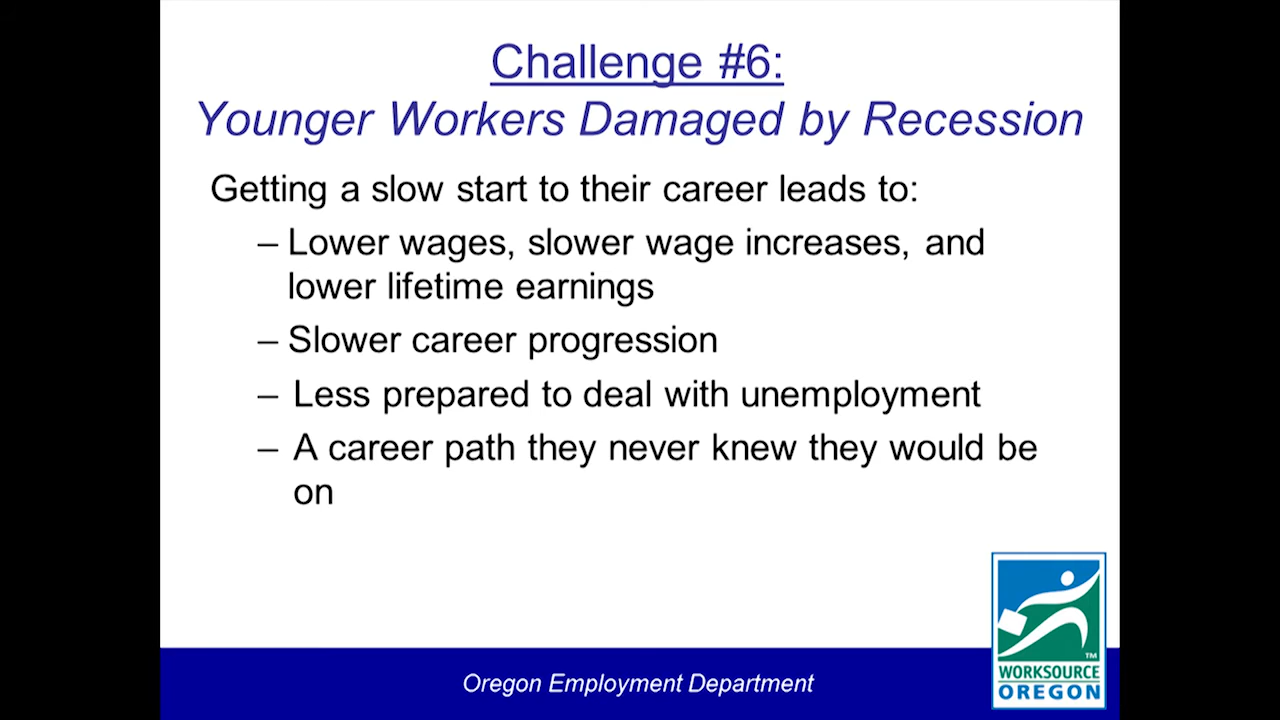 Challenge #6:
Younger Workers Damaged by Recession
Getting a slow start to their career leads to:
– Lower wages, slower wage increases, and
lower lifetime earnings
– Slower career progression
– Less prepared to deal with unemployment
– A career path they never knew they would be
on
TM
WORKSOURCE
OREGON
Oregon Employment Department